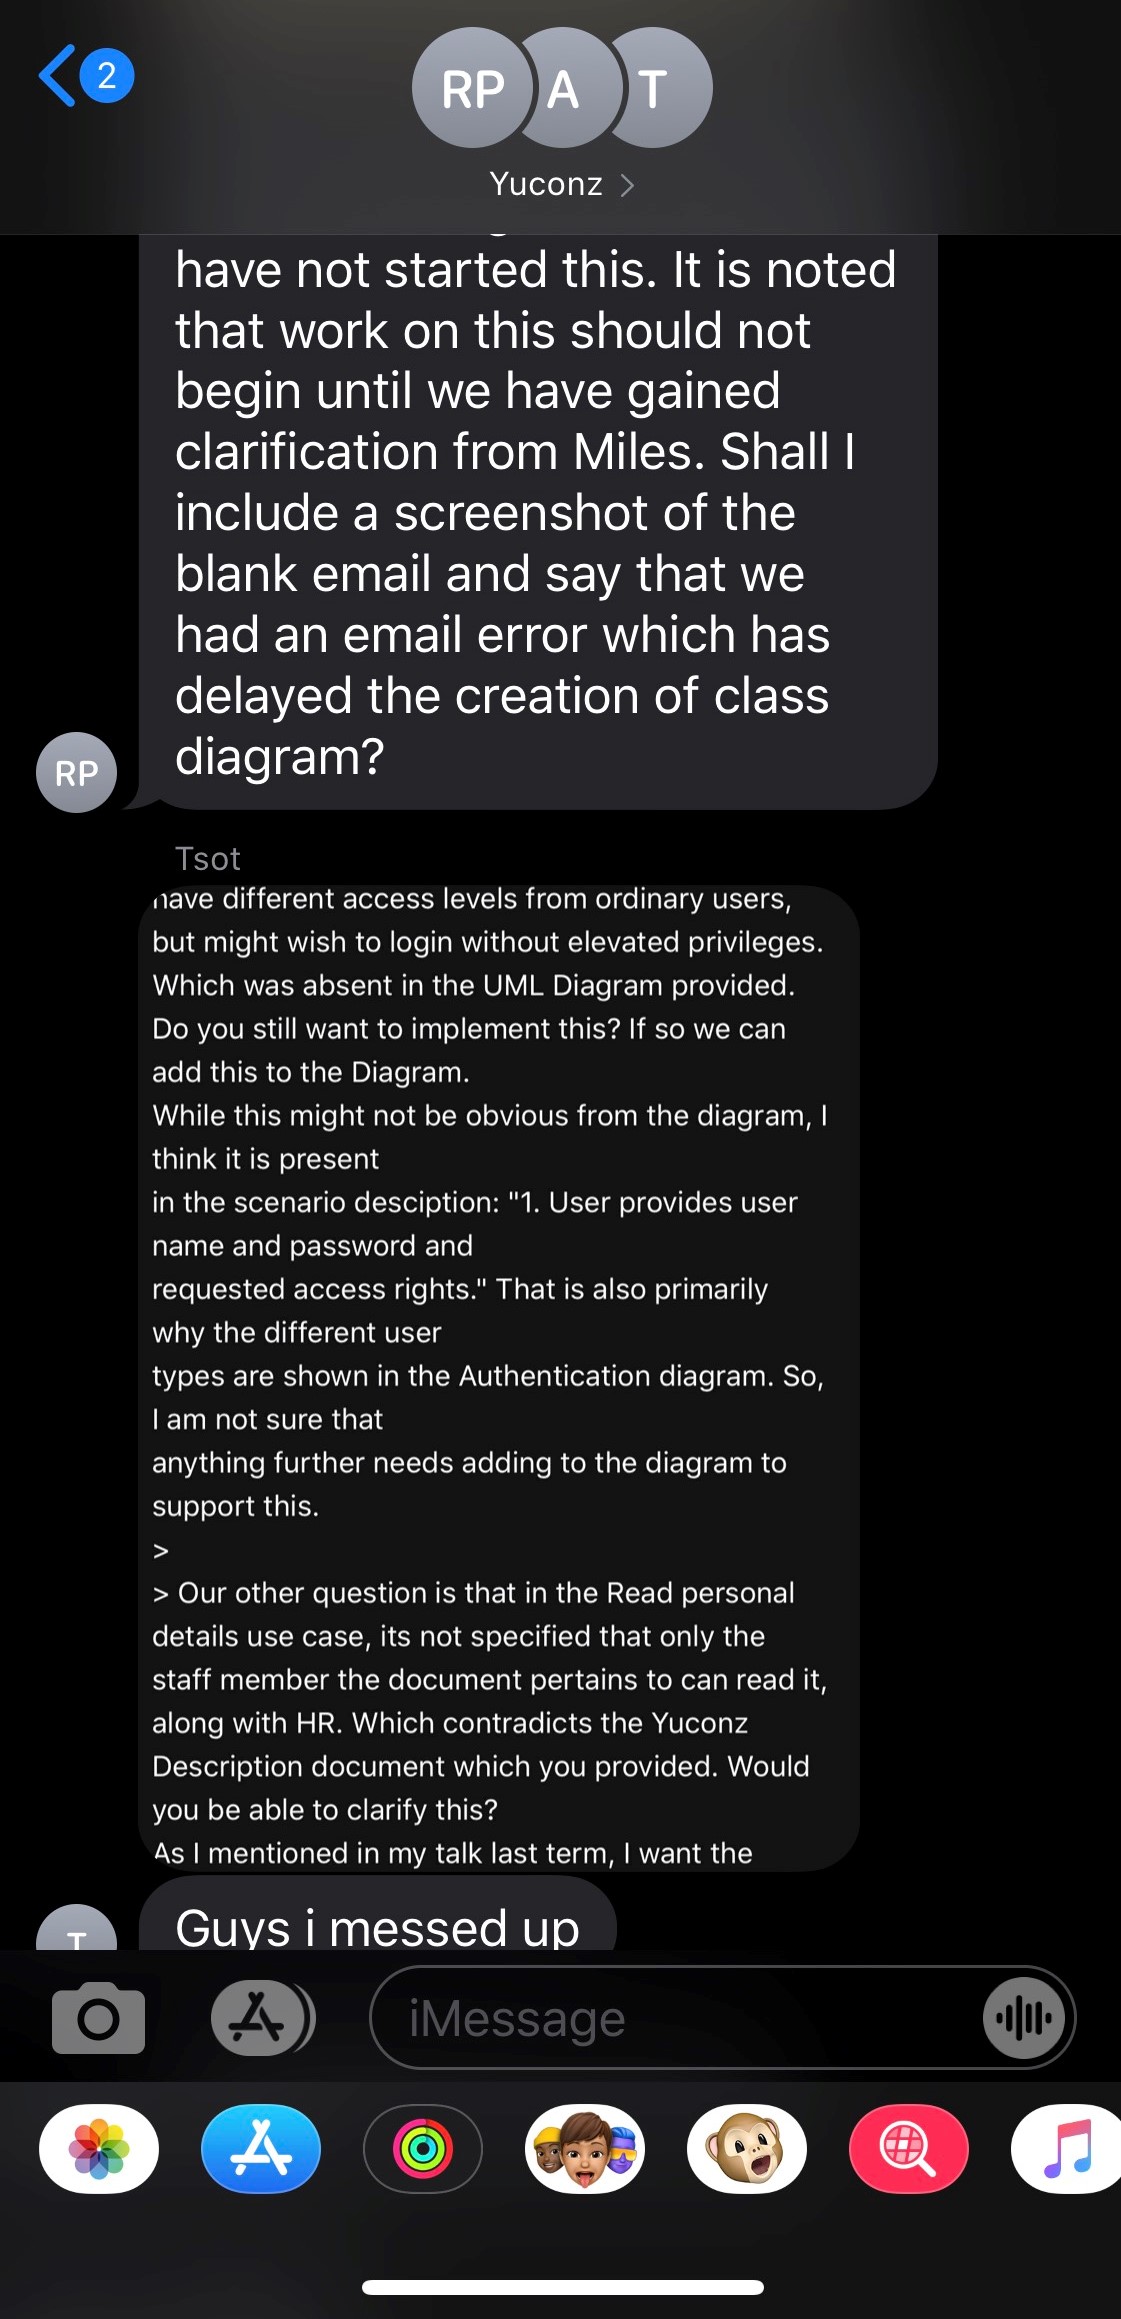 2
RP A T
Yuconz
have not started this. It is noted
that work on this should not
begin until we have gained
clarification from Miles. Shall I
include a screenshot of the
blank email and say that we
had an email error which has
delayed the creation of class
diagram?
RP
Tsot
have different access levels from ordinary users,
but might wish to login without elevated privileges.
Which was absent in the UML Diagram provided.
Do you still want to implement this? If so we can
add this to the Diagram.
While this might not be obvious from the diagram, I
think it is present
in the scenario desciption: "1. User provides user
name and password and
requested access rights." That is also primarily
why the different user
types are shown in the Authentication diagram. So,
I am not sure that
anything further needs adding to the diagram to
support this.
>
> Our other question is that in the Read personal
details use case, its not specified that only the
staff member the document pertains to can read it,
along with HR. Which contradicts the Yuconz
Description document which you provided. Would
you be able to clarify this?
As I mentioned in my talk last term, I want the
Guys i messed up
T
iMessage